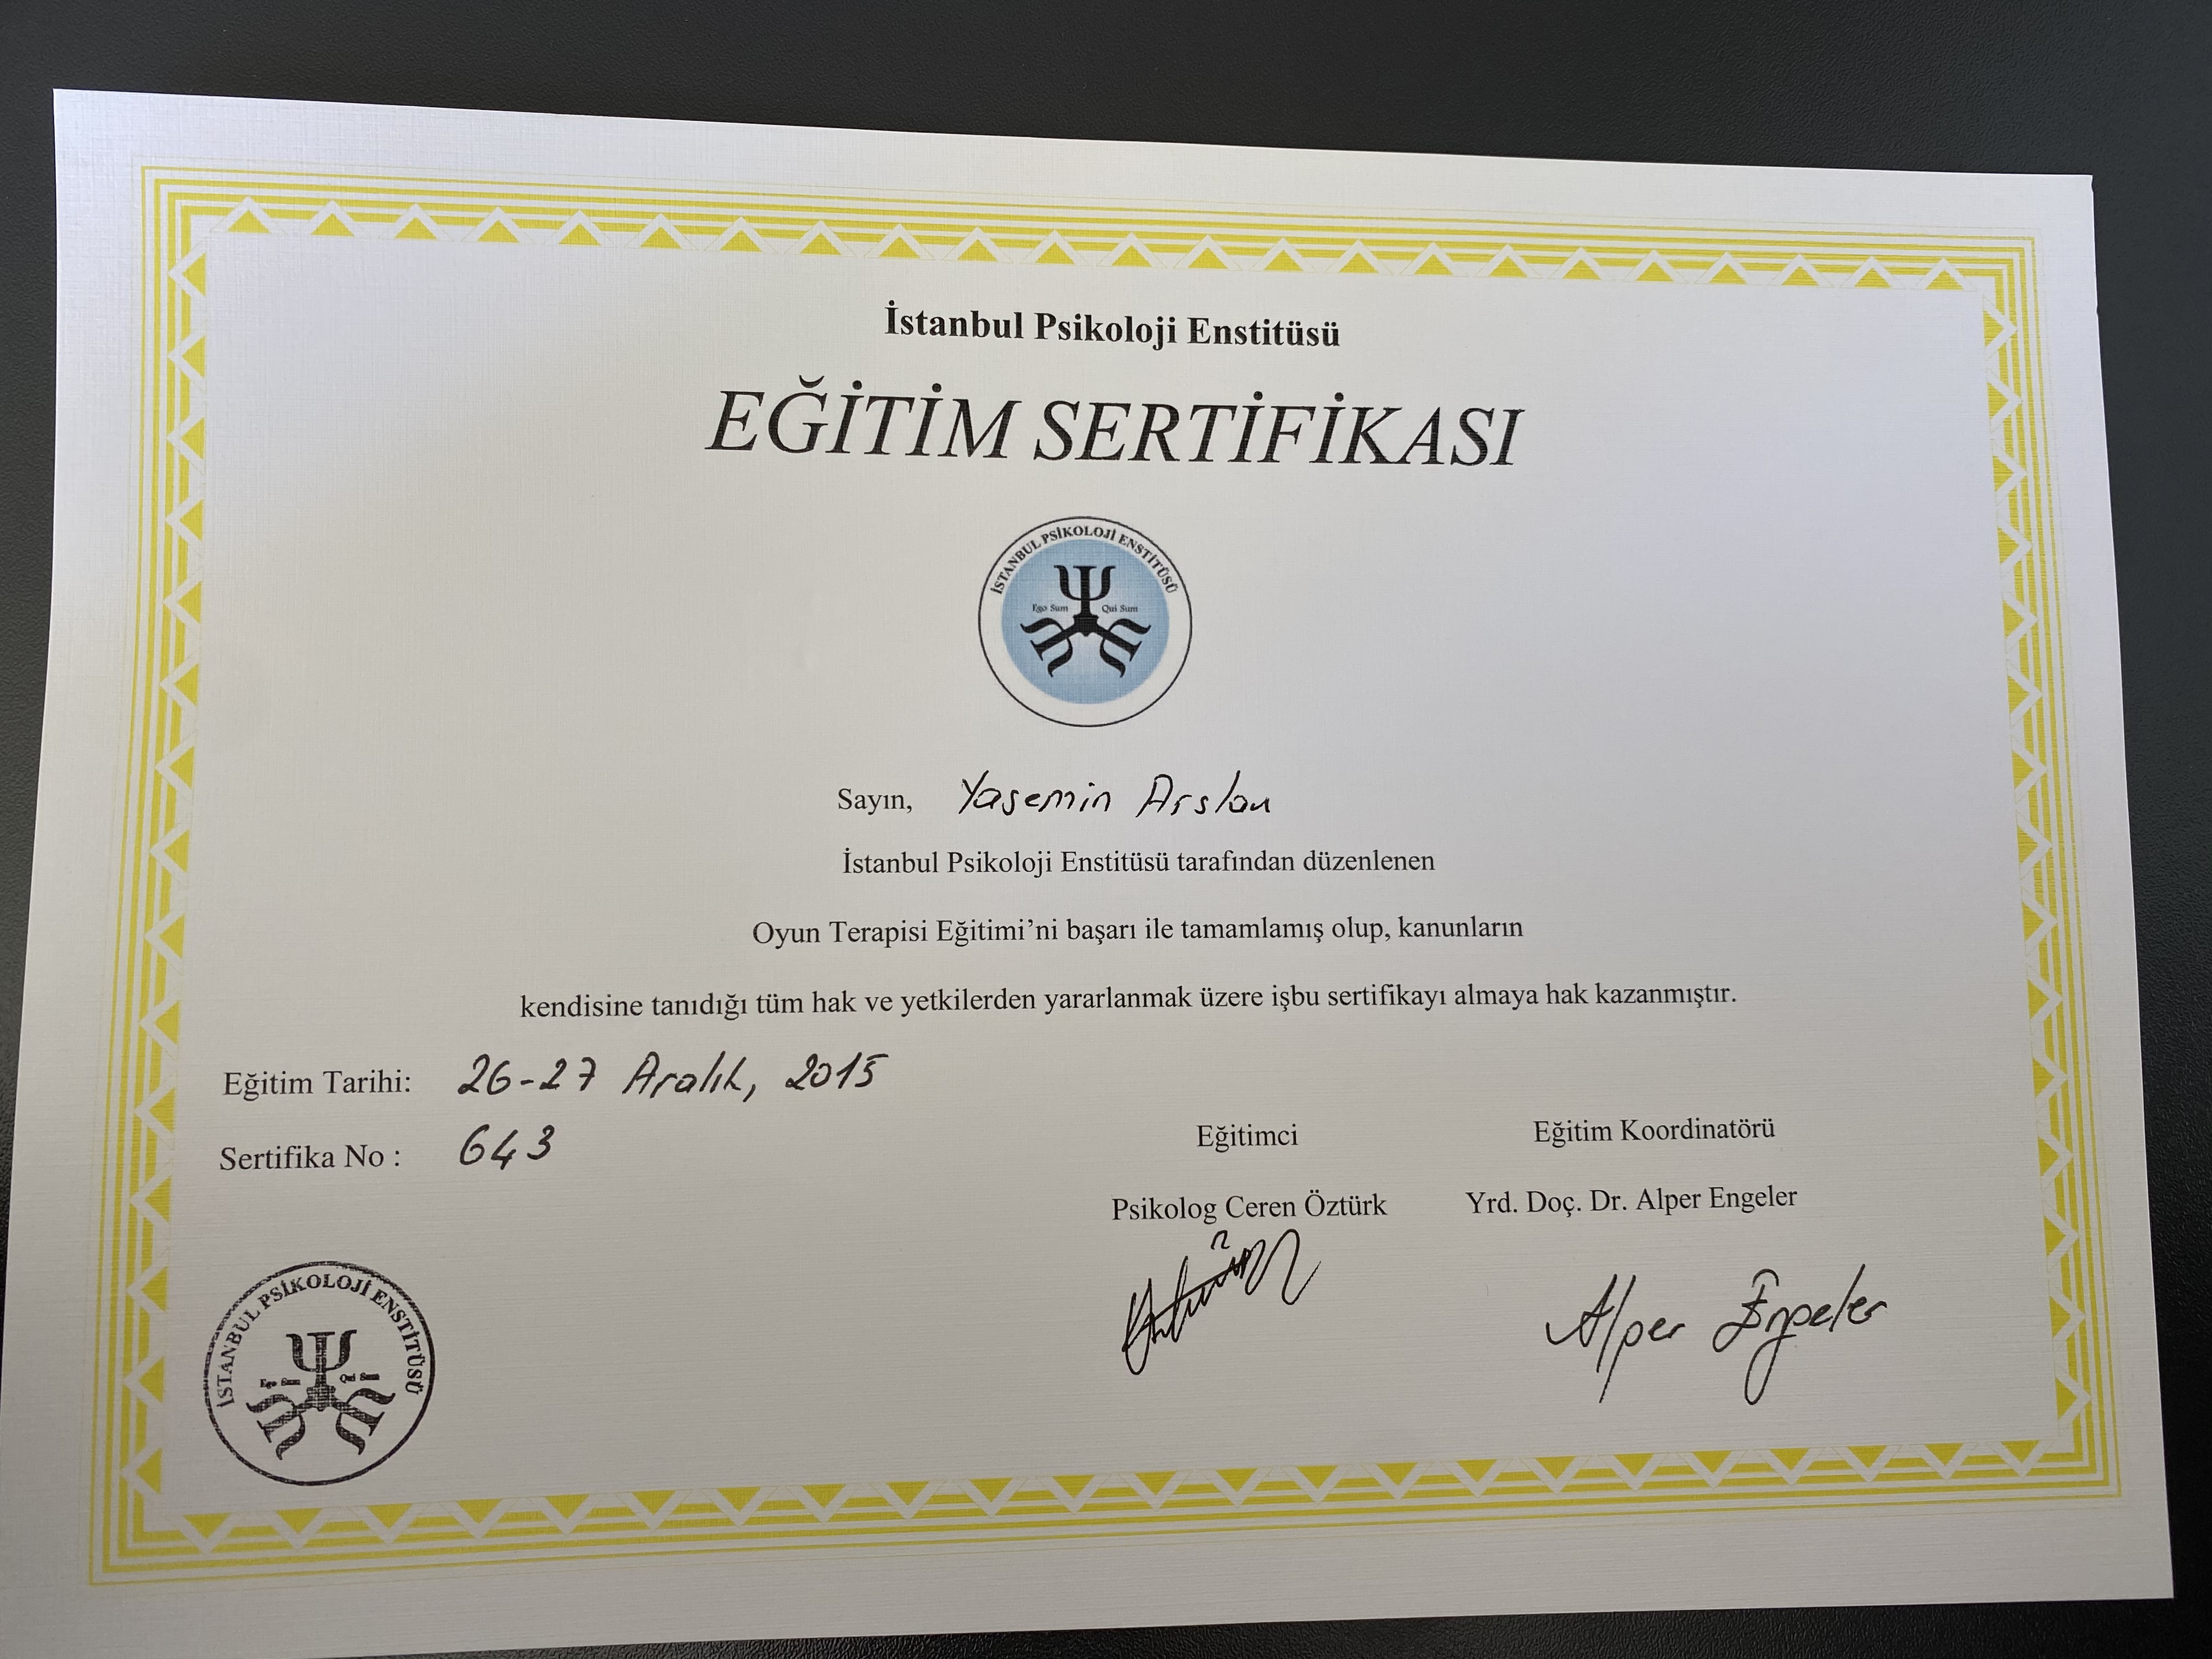 İstanbul Psikoloji Enstitüsü
EĞİTİM SERTİFİKASI
İSTANBUL PSİKOLOJİ ENSTİTÜSÜ
Ego Sum Qui Sum
Sayın, Yasemin Arslan
İstanbul Psikoloji Enstitüsü tarafından düzenlenen
Oyun Terapisi Eğitimi’ni başarı ile tamamlamış olup, kanunların
kendisine tanıdığı tüm hak ve yetkilerden yararlanmak üzere işbu sertifikayı almaya hak kazanmıştır.
Eğitim Tarihi: 26-27 Aralık, 2015
Sertifika No : 643
Eğitimci
Psikolog Ceren Öztürk
Eğitim Koordinatörü
Yrd. Doç. Dr. Alper Engeler
Alper Engeler
İSTANBUL PSİKOLOJİ ENSTİTÜSÜ
Ego Sum Qui Sum